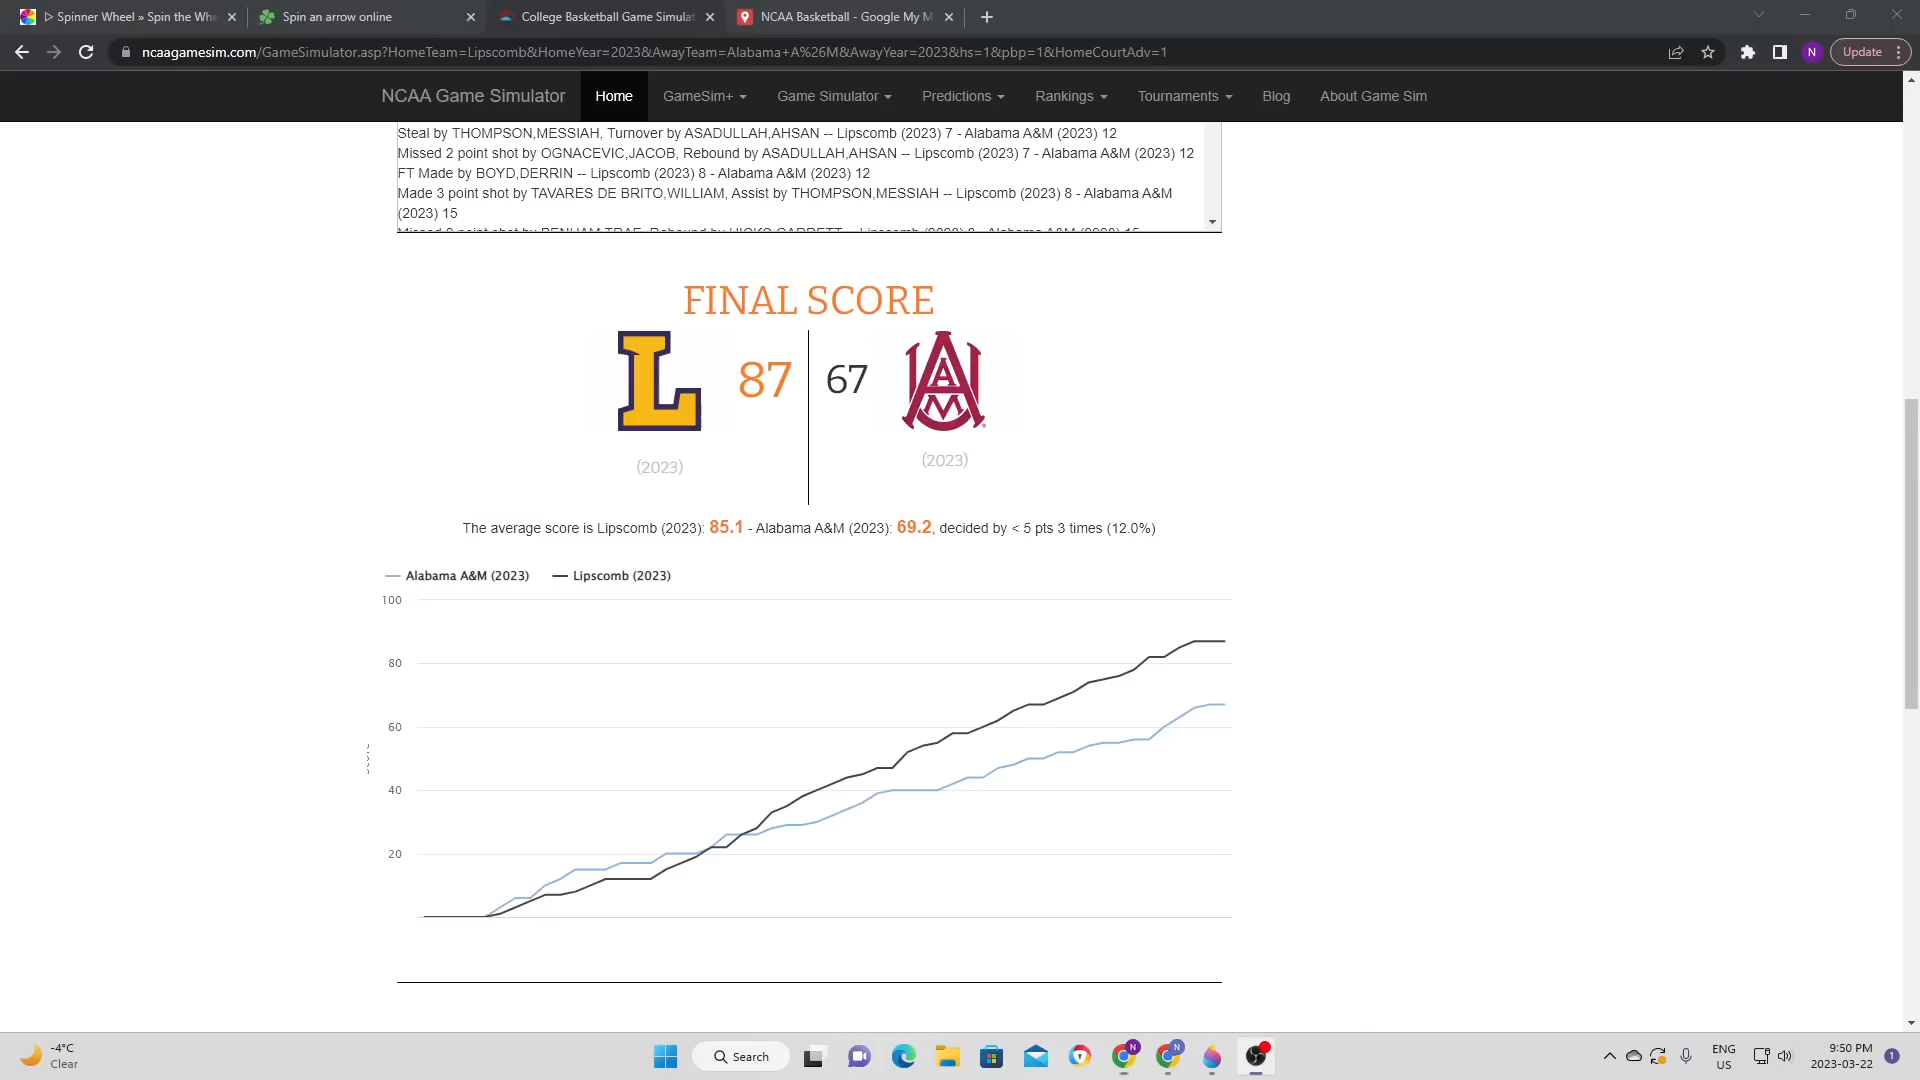 Spinner Wheel » Spin the Whe
Spin an arrow online
College Basketball Game Simulat
NCAA Basketball - Google My M
ncaagamesim.com/GameSimulator.asp?HomeTeam=Lipscomb&HomeYear=2023&AwayTeam=Alabama+A%26M&AwayYear=2023&hs=1&pbp=1&HomeCourtAdv=1
N
Update
NCAA Game Simulator
Home
GameSim+
Game Simulator
Predictions
Rankings
Tournaments
Blog
About Game Sim
Steal by THOMPSON,MESSIAH, Turnover by ASADULLAH,AHSAN -- Lipscomb (2023) 7 - Alabama A&M (2023) 12
Missed 2 point shot by OGNACEVIC,JACOB, Rebound by ASADULLAH,AHSAN -- Lipscomb (2023) 7 - Alabama A&M (2023) 12
FT Made by BOYD,DERRIN -- Lipscomb (2023) 8 - Alabama A&M (2023) 12
Made 3 point shot by TAVARES DE BRITO,WILLIAM, Assist by THOMPSON,MESSIAH -- Lipscomb (2023) 8 - Alabama A&M
(2023) 15
FINAL SCORE
L
87
67
AAM
(2023)
(2023)
The average score is Lipscomb (2023): 85.1 - Alabama A&M (2023): 69.2, decided by < 5 pts 3 times (12.0%)
Alabama A&M (2023)
Lipscomb (2023)
100
80
60
40
20
-4°C
Clear
Search
N
N
ENG
US
9:50 PM
2023-03-22
1